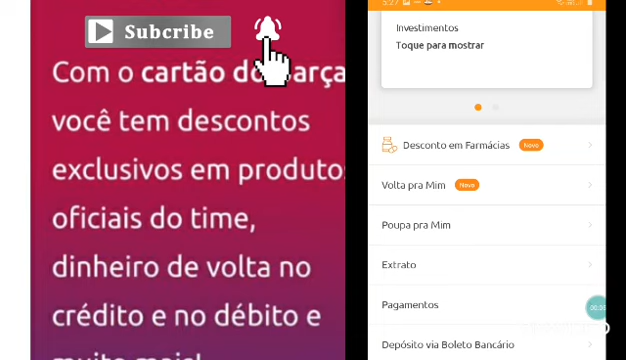 Subcribe
Com o cartão do
você tem descontos
exclusivos em
oficiais do time,
dinheiro de volta no
crédito e no débito e
5:27
Investimentos
Toque para mostrar
Desconto em Farmácias Novo
Volta pra Mim Novo
Poupa pra Mim
Extrato
Pagamentos
Depósito via Boleto Bancário